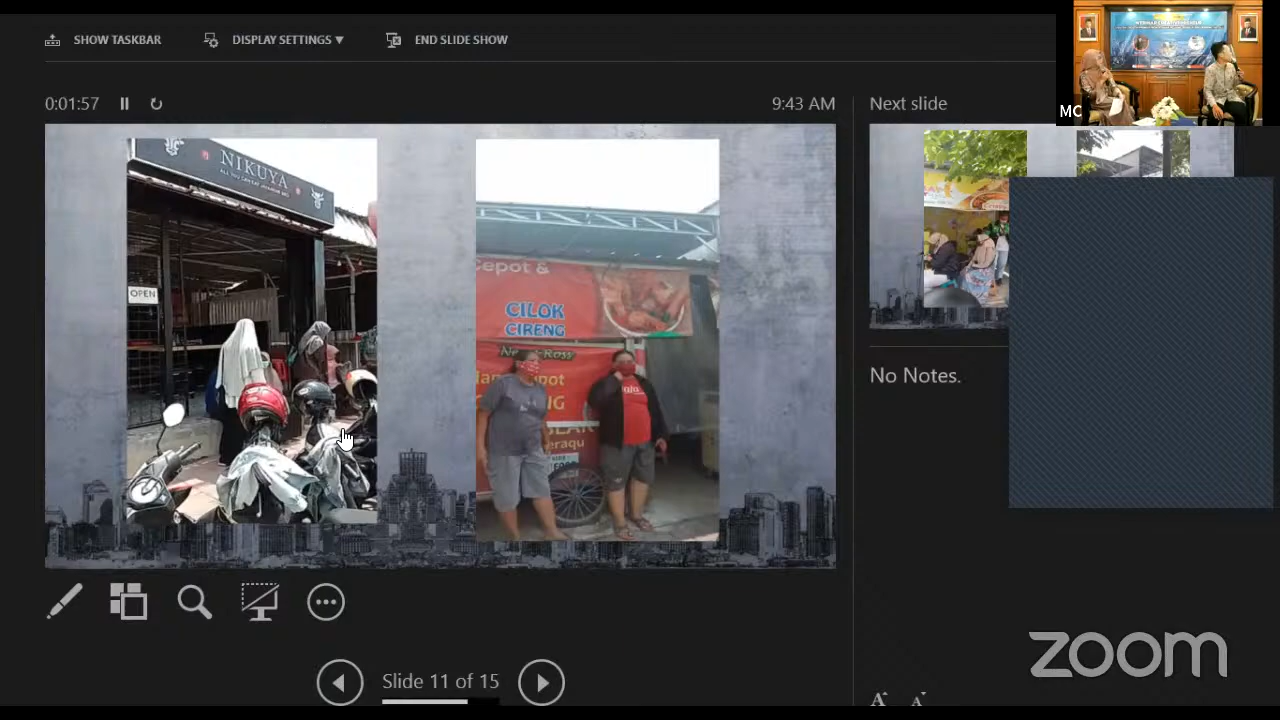 SHOW TASKBAR
DISPLAY SETTINGS ▼
END SLIDE SHOW
MC
0:01:57
9:43 AM
Next slide
NIKUYA
OPEN
Cepot &
CILOK
CIRENG
No Notes.
Slide 11 of 15
A A
zoom